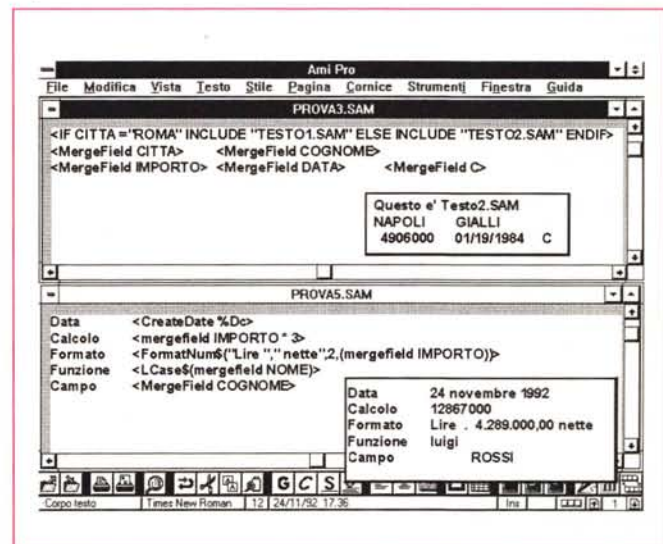 Ami Pro
File Modifica Vista Testo Stile Pagina Cornice Strumenti Finestra Guida
PROVA3.SAM
<IF CITTA ="ROMA" INCLUDE "TESTO1.SAM" ELSE INCLUDE "TESTO2.SAM" ENDIF>
<MergeField CITTA> <MergeField COGNOME>
<MergeField IMPORTO> <MergeField DATA> <MergeField C>
Questo e' Testo2.SAM
NAPOLI GIALLI
4906000 01/19/1984 C
PROVA5.SAM
Data <CreateDate %Dc>
Calcolo <mergefield IMPORTO * 3>
Formato <FormatNum$("Lire "," nette",2,(mergefield IMPORTO))>
Funzione <LCase$(mergefield NOME)>
Campo <MergeField COGNOME>
Data 24 novembre 1992
Calcolo 12867000
Formato Lire . 4.289.000,00 nette
Funzione luigi
Campo ROSSI
G C S
Corpo testo Times New Roman 12 24/11/92 17.36 Ins 1